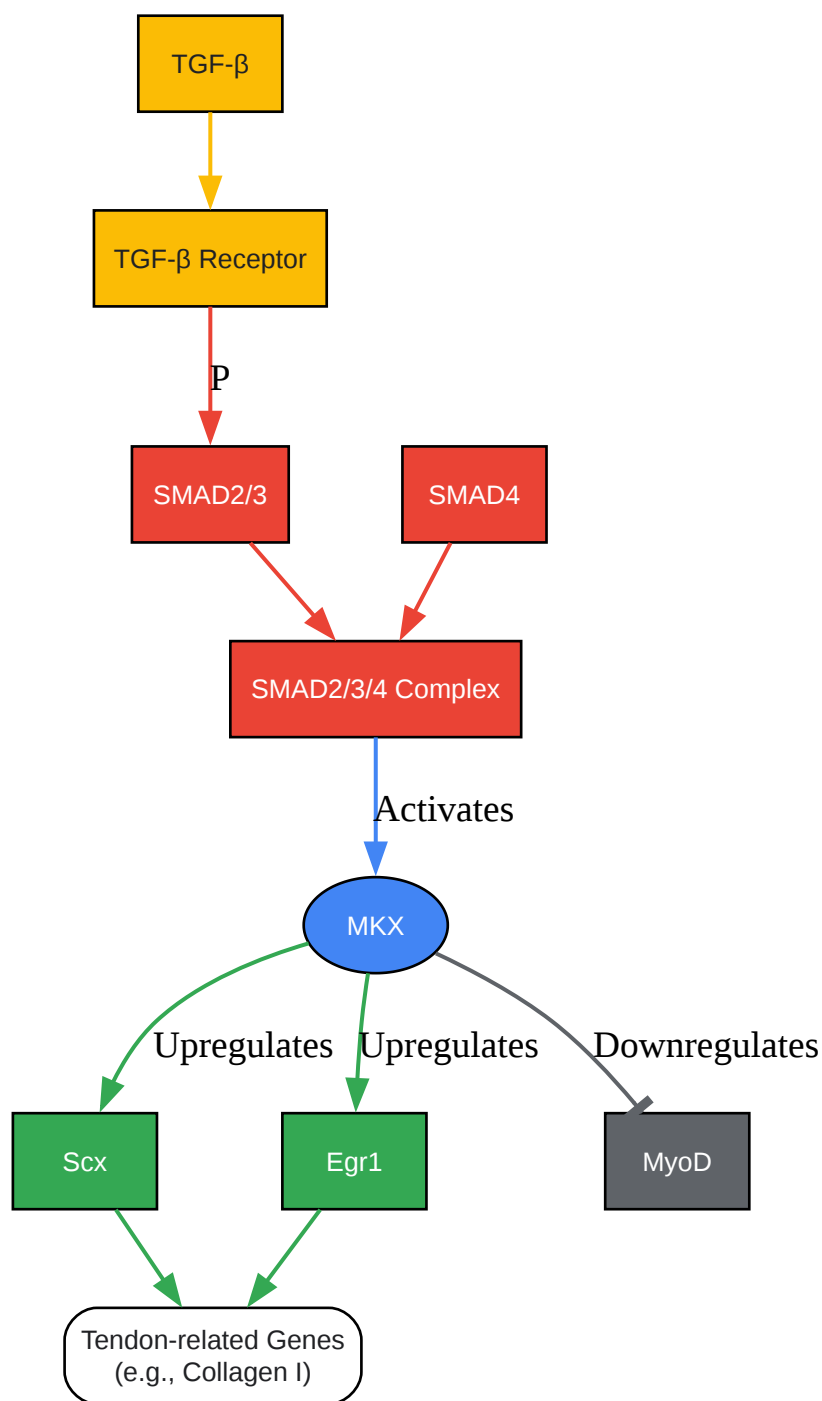 TGF-β
TGF-β Receptor
P
SMAD2/3
SMAD4
SMAD2/3/4 Complex
Activates
MKX
Upregulates
Upregulates
Downregulates
Scx
Egr1
MyoD
Tendon-related Genes
(e.g., Collagen I)